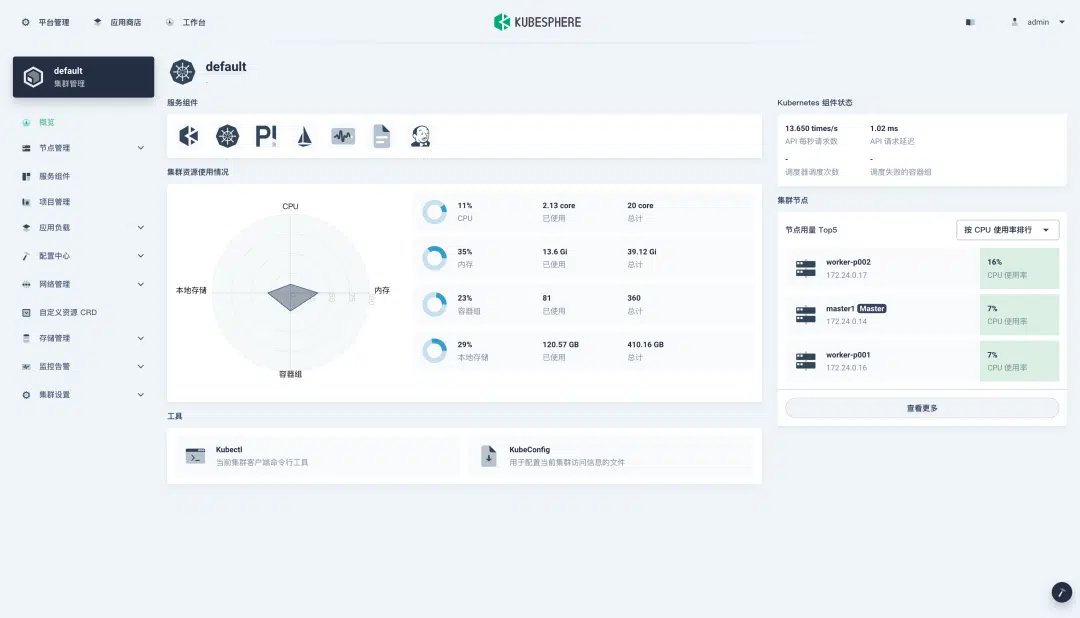 平台管理 应用商店 工作台 KUBESPHERE admin
default
集群管理
概览
节点管理
服务组件
项目管理
应用负载
配置中心
网络管理
自定义资源 CRD
存储管理
监控告警
集群设置
default
-
服务组件
集群资源使用情况
CPU
内存
容器组
本地存储
11% 2.13 core 20 core
CPU 已使用 总计
35% 13.6 Gi 39.12 Gi
内存 已使用 总计
23% 81 360
容器组 已使用 总计
29% 120.57 GB 410.16 GB
本地存储 已使用 总计
工具
Kubectl
当前集群客户端命令行工具
KubeConfig
用于配置当前集群访问信息的文件
Kubernetes 组件状态
13.650 times/s 1.02 ms
API 每秒请求数 API 请求延迟
- -
调度器调度次数 调度失败的容器组
集群节点
节点用量 Top5 按 CPU 使用率排行
worker-p002 16%
172.24.0.17 CPU 使用率
master1 Master 7%
172.24.0.14 CPU 使用率
worker-p001 7%
172.24.0.16 CPU 使用率
查看更多